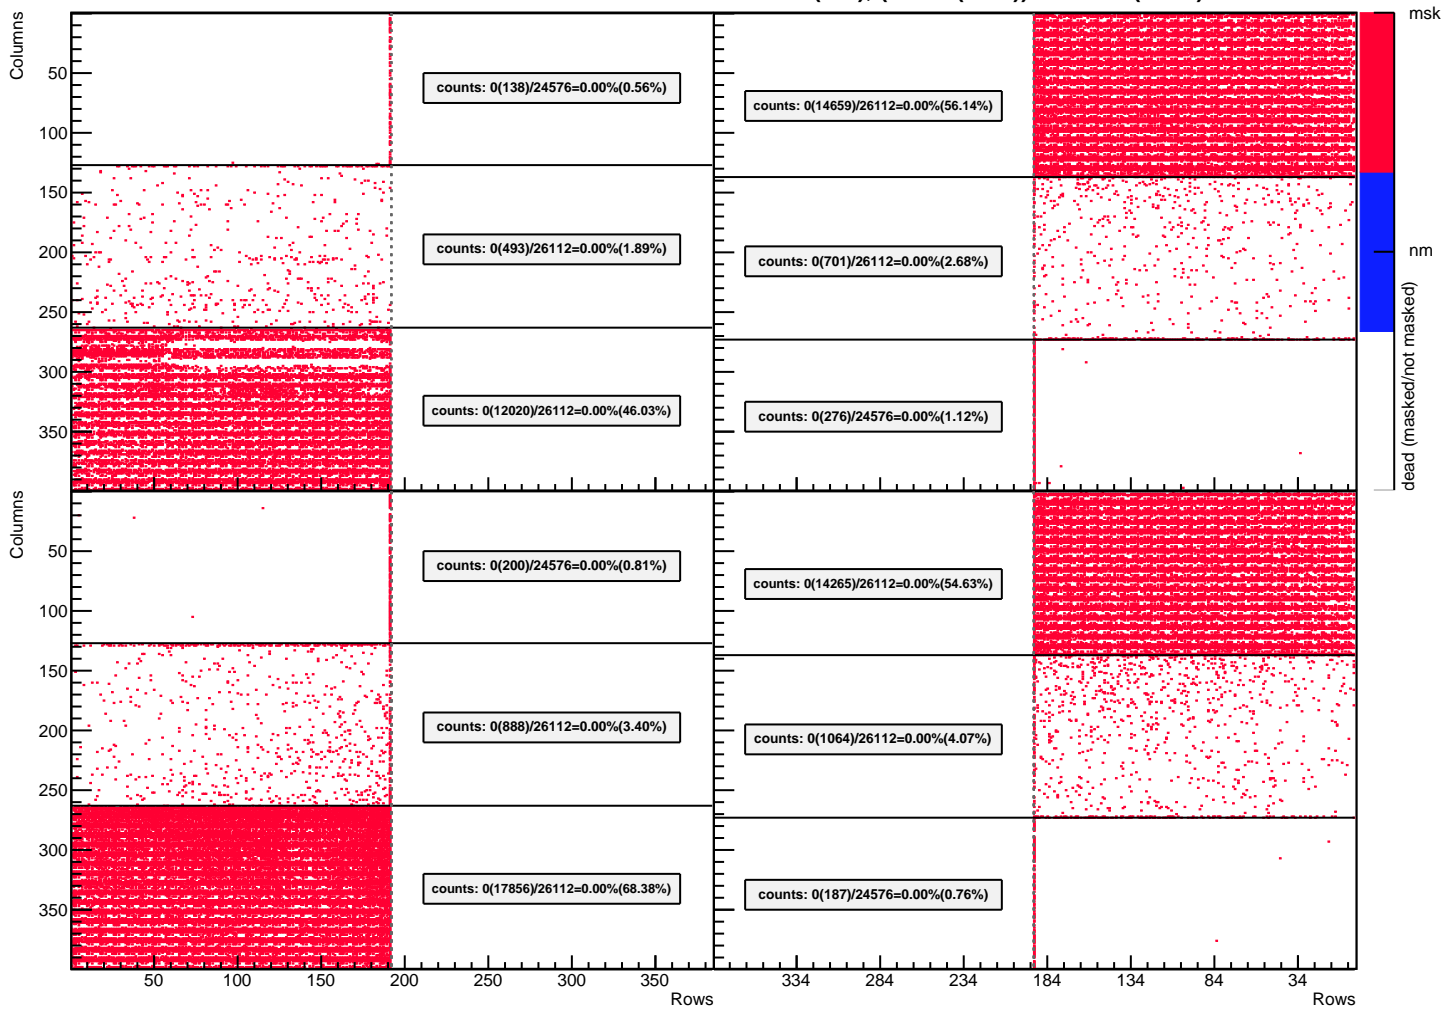 msk
nm
dead (masked/not masked)
Columns
50
100
150
200
250
300
350
counts: 0(138)/24576=0.00%(0.56%)
counts: 0(493)/26112=0.00%(1.89%)
counts: 0(12020)/26112=0.00%(46.03%)
counts: 0(14659)/26112=0.00%(56.14%)
counts: 0(701)/26112=0.00%(2.68%)
counts: 0(276)/24576=0.00%(1.12%)
Columns
50
100
150
200
250
300
350
counts: 0(200)/24576=0.00%(0.81%)
counts: 0(888)/26112=0.00%(3.40%)
counts: 0(17856)/26112=0.00%(68.38%)
counts: 0(14265)/26112=0.00%(54.63%)
counts: 0(1064)/26112=0.00%(4.07%)
counts: 0(187)/24576=0.00%(0.76%)
50 100 150 200 250 300 350
Rows
334 284 234 184 134 84 34
Rows